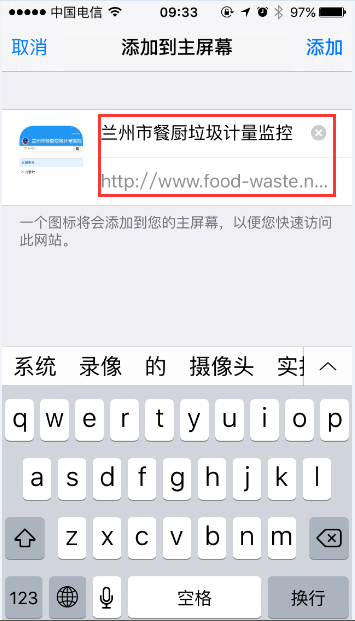 中国电信 09:33 97%
取消 添加到主屏幕 添加
兰州市餐厨垃圾计量监控
http://www.food-waste.n...
一个图标将会添加到您的主屏幕，以便您快速访问
此网站。
系统 录像 的 摄像头
q w e r t y u i o p
a s d f g h j k l
z x c v b n m
123 空格 换行